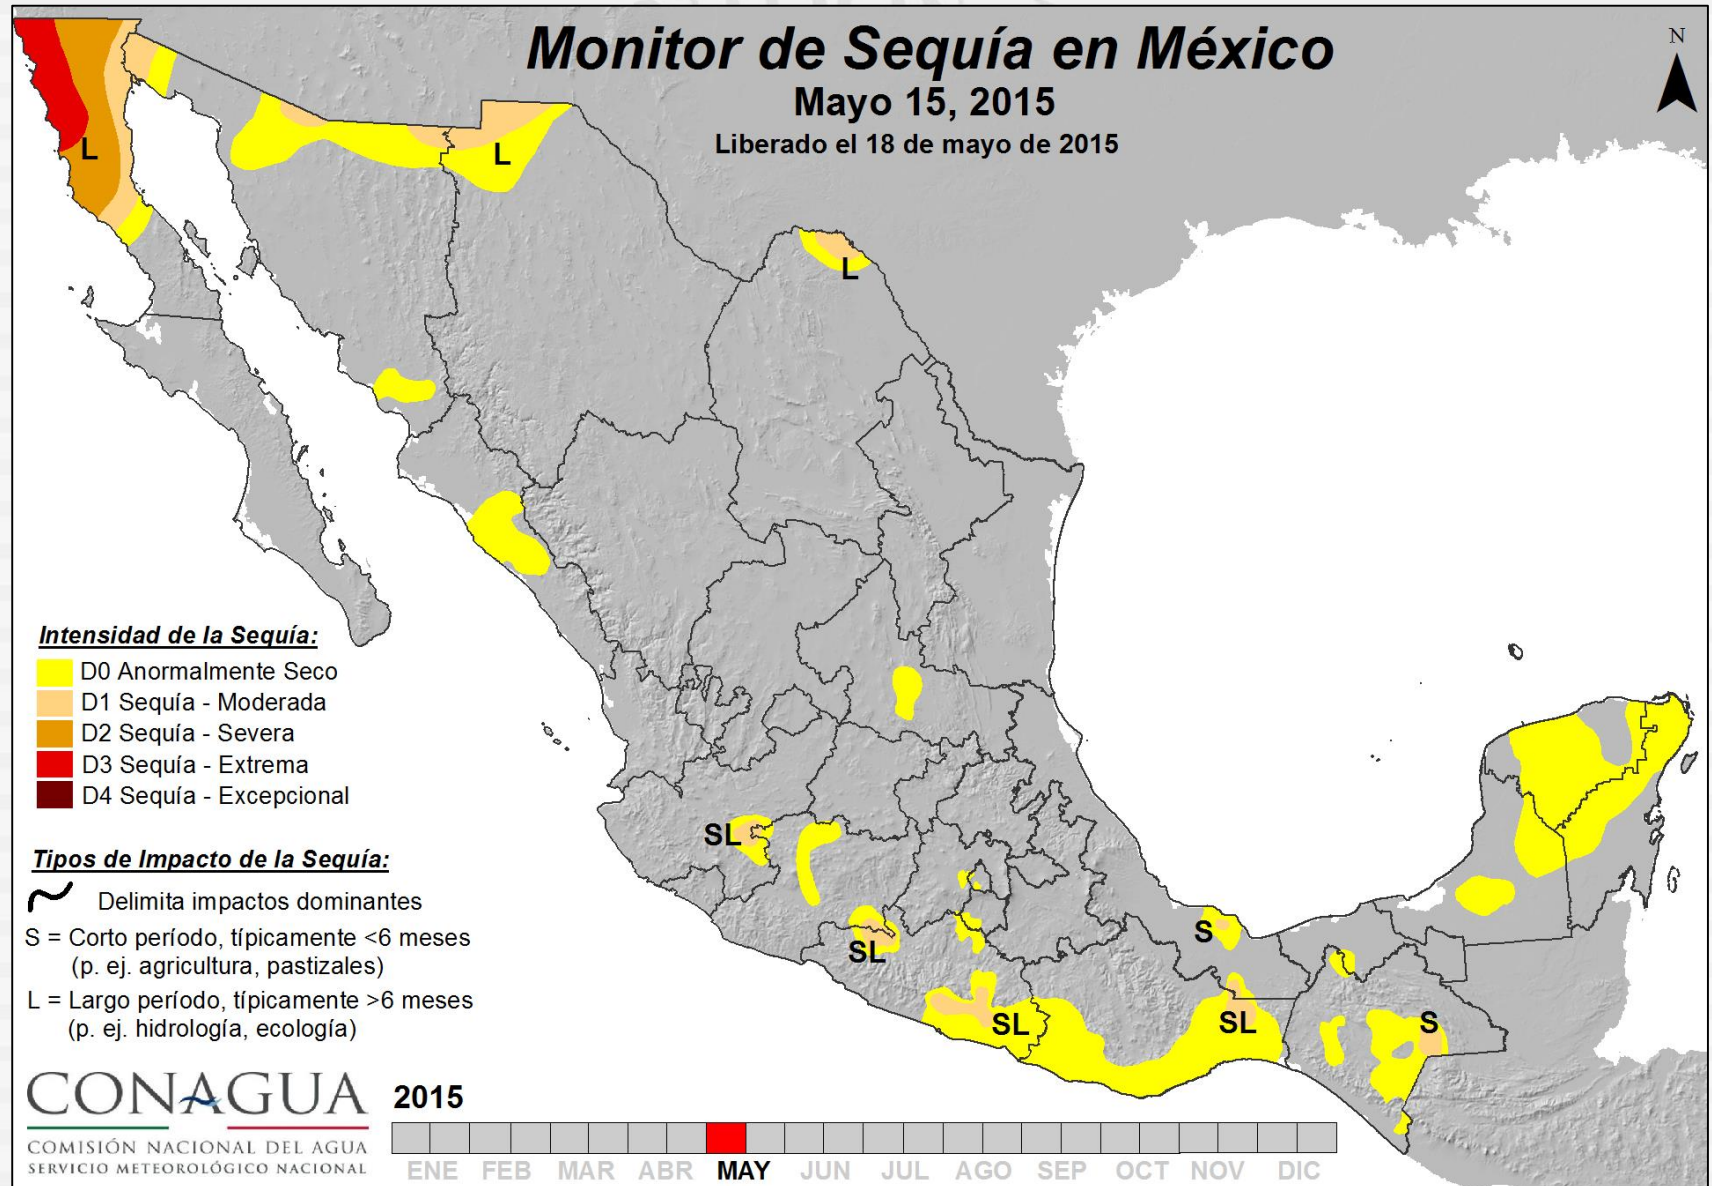 Monitor de Sequía en México
Mayo 15, 2015
Liberado el 18 de mayo de 2015
N
L
L
L
SL
SL
SL
S
SL
S
Intensidad de la Sequía:
D0 Anormalmente Seco
D1 Sequía - Moderada
D2 Sequía - Severa
D3 Sequía - Extrema
D4 Sequía - Excepcional
Tipos de Impacto de la Sequía:
Delimita impactos dominantes
S = Corto período, típicamente <6 meses
(p. ej. agricultura, pastizales)
L = Largo período, típicamente >6 meses
(p. ej. hidrología, ecología)
CONAGUA
COMISIÓN NACIONAL DEL AGUA
SERVICIO METEOROLÓGICO NACIONAL
2015
ENE FEB MAR ABR MAY JUN JUL AGO SEP OCT NOV DIC